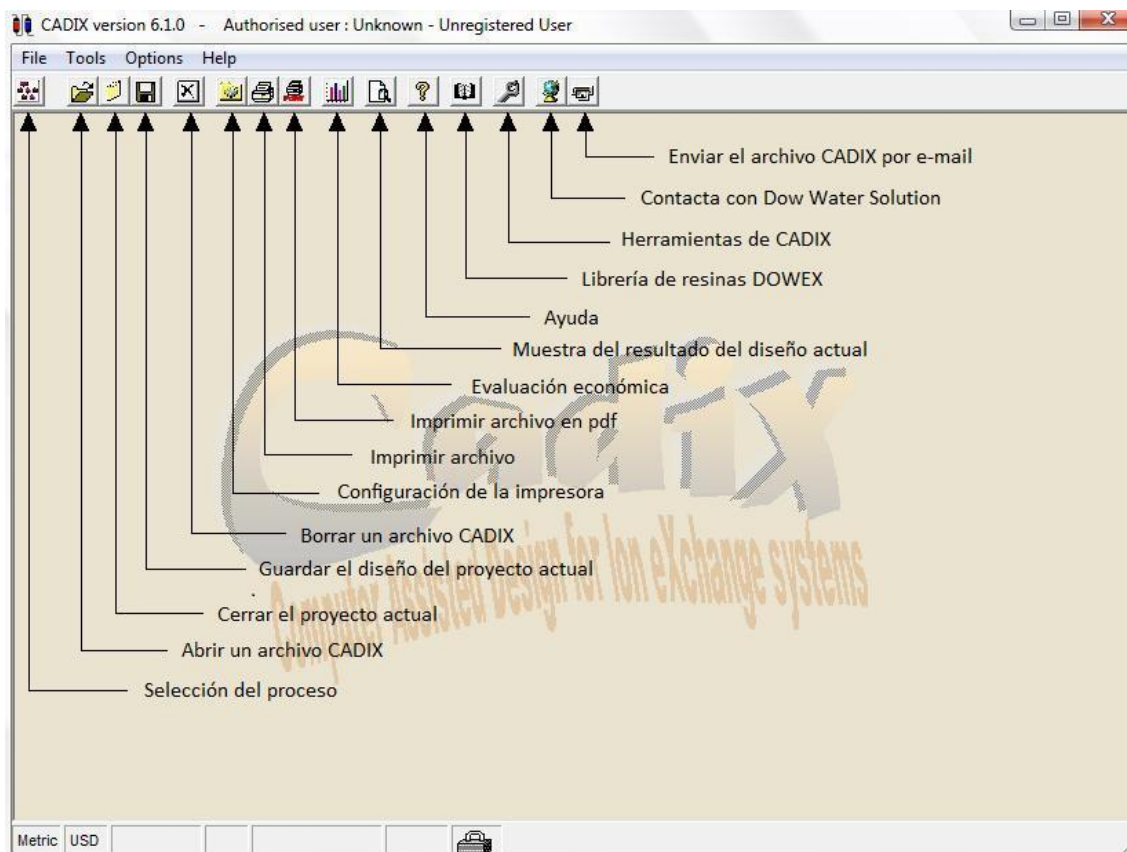 CADIX version 6.1.0 - Authorised user : Unknown - Unregistered User
File Tools Options Help
Enviar el archivo CADIX por e-mail
Contacta con Dow Water Solution
Herramientas de CADIX
Librería de resinas DOWEX
Ayuda
Muestra del resultado del diseño actual
Evaluación económica
Imprimir archivo en pdf
Imprimir archivo
Configuración de la impresora
Borrar un archivo CADIX
Guardar el diseño del proyecto actual
Cerrar el proyecto actual
Abrir un archivo CADIX
Selección del proceso
Cadix
Computer Assisted Design for Ion eXchange systems
Metric USD